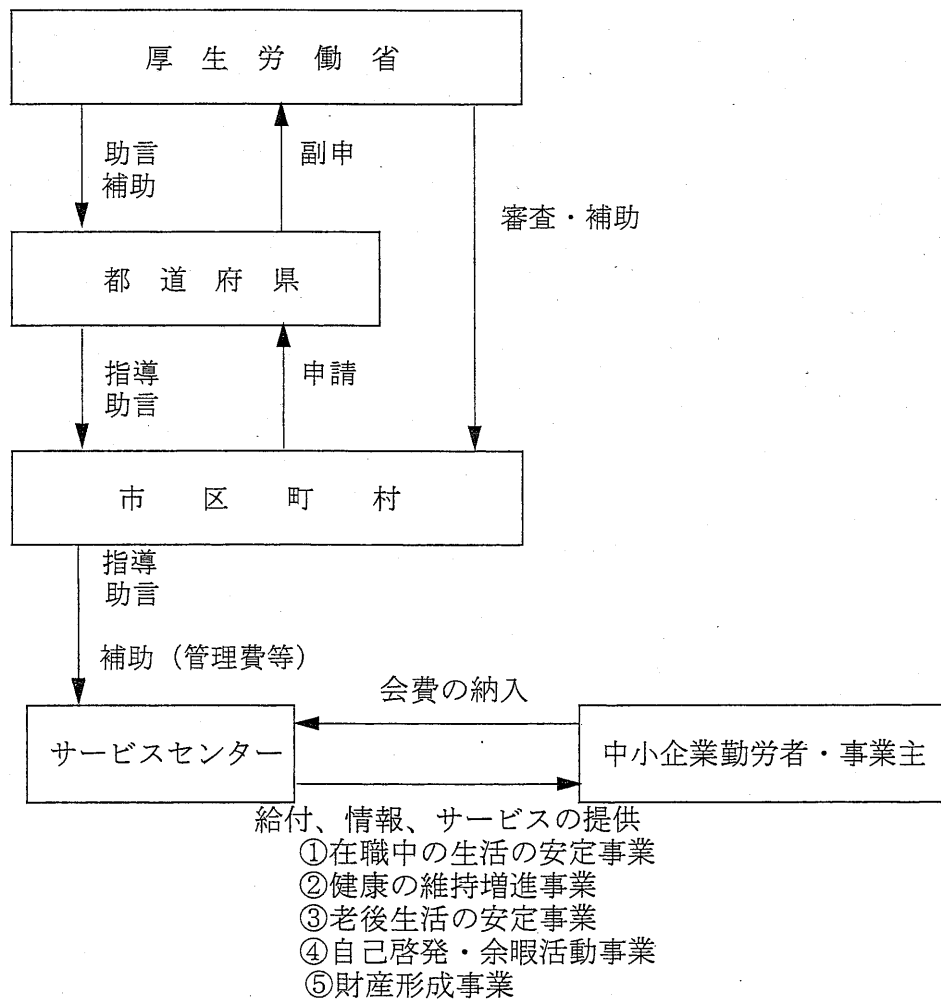 厚生労働省
助言
補助
副申
審査・補助
都道府県
指導
助言
申請
市区町村
指導
助言
補助（管理費等）
会費の納入
サービスセンター
中小企業勤労者・事業主
給付、情報、サービスの提供
①在職中の生活の安定事業
②健康の維持増進事業
③老後生活の安定事業
④自己啓発・余暇活動事業
⑤財産形成事業